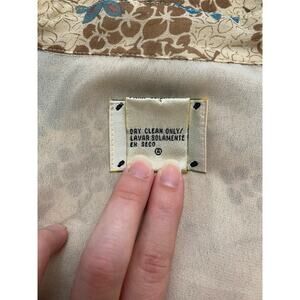 DRY CLEAN ONLY/
LAVAR SOLAMENTE
EN SECO